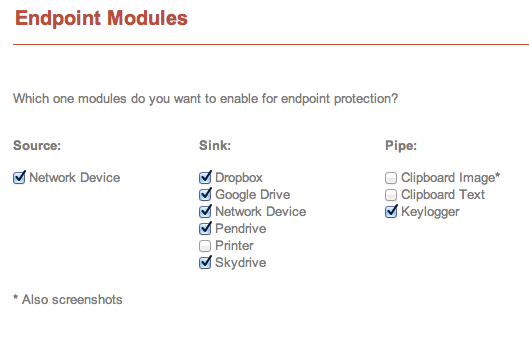 Endpoint Modules
Which one modules do you want to enable for endpoint protection?
Source:
Network Device
Sink:
Dropbox
Google Drive
Network Device
Pendrive
Printer
Skydrive
Pipe:
Clipboard Image*
Clipboard Text
Keylogger
* Also screenshots